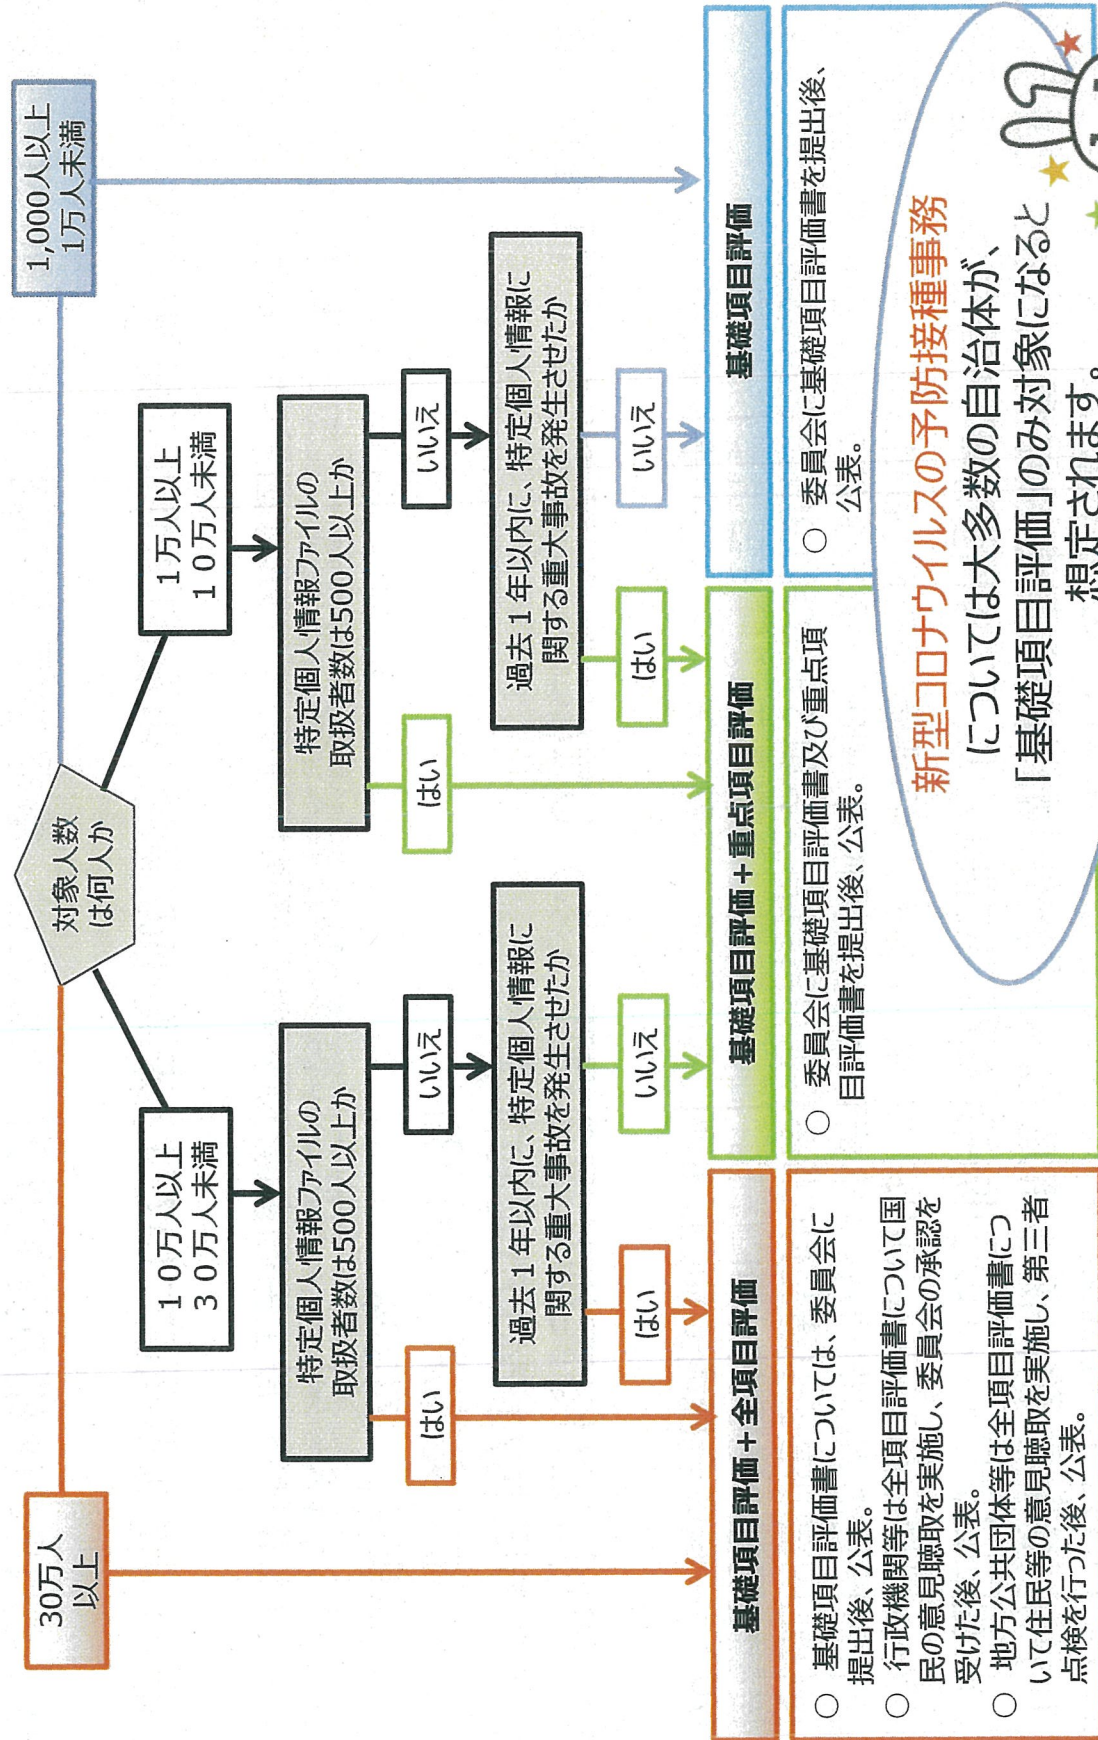 対象人数
は何人か
30万人
以上
１０万人以上
３０万人未満
1万人以上
１０万人未満
1,000人以上
1万人未満
特定個人情報ファイルの
取扱者数は500人以上か
特定個人情報ファイルの
取扱者数は500人以上か
はい
いいえ
はい
いいえ
過去１年以内に、特定個人情報に
関する重大事故を発生させたか
過去１年以内に、特定個人情報に
関する重大事故を発生させたか
はい
いいえ
はい
いいえ
基礎項目評価＋全項目評価
基礎項目評価＋重点項目評価
基礎項目評価
○ 基礎項目評価書については、委員会に
提出後、公表。
○ 行政機関等は全項目評価書について国
民の意見聴取を実施し、委員会の承認を
受けた後、公表。
○ 地方公共団体等は全項目評価書につ
いて住民等の意見聴取を実施し、第三者
点検を行った後、公表。
○ 委員会に基礎項目評価書及び重点項
目評価書を提出後、公表。
○ 委員会に基礎項目評価書を提出後、
公表。
新型コロナウイルスの予防接種事務
については大多数の自治体が、
「基礎項目評価」のみ対象になると
想定されます。